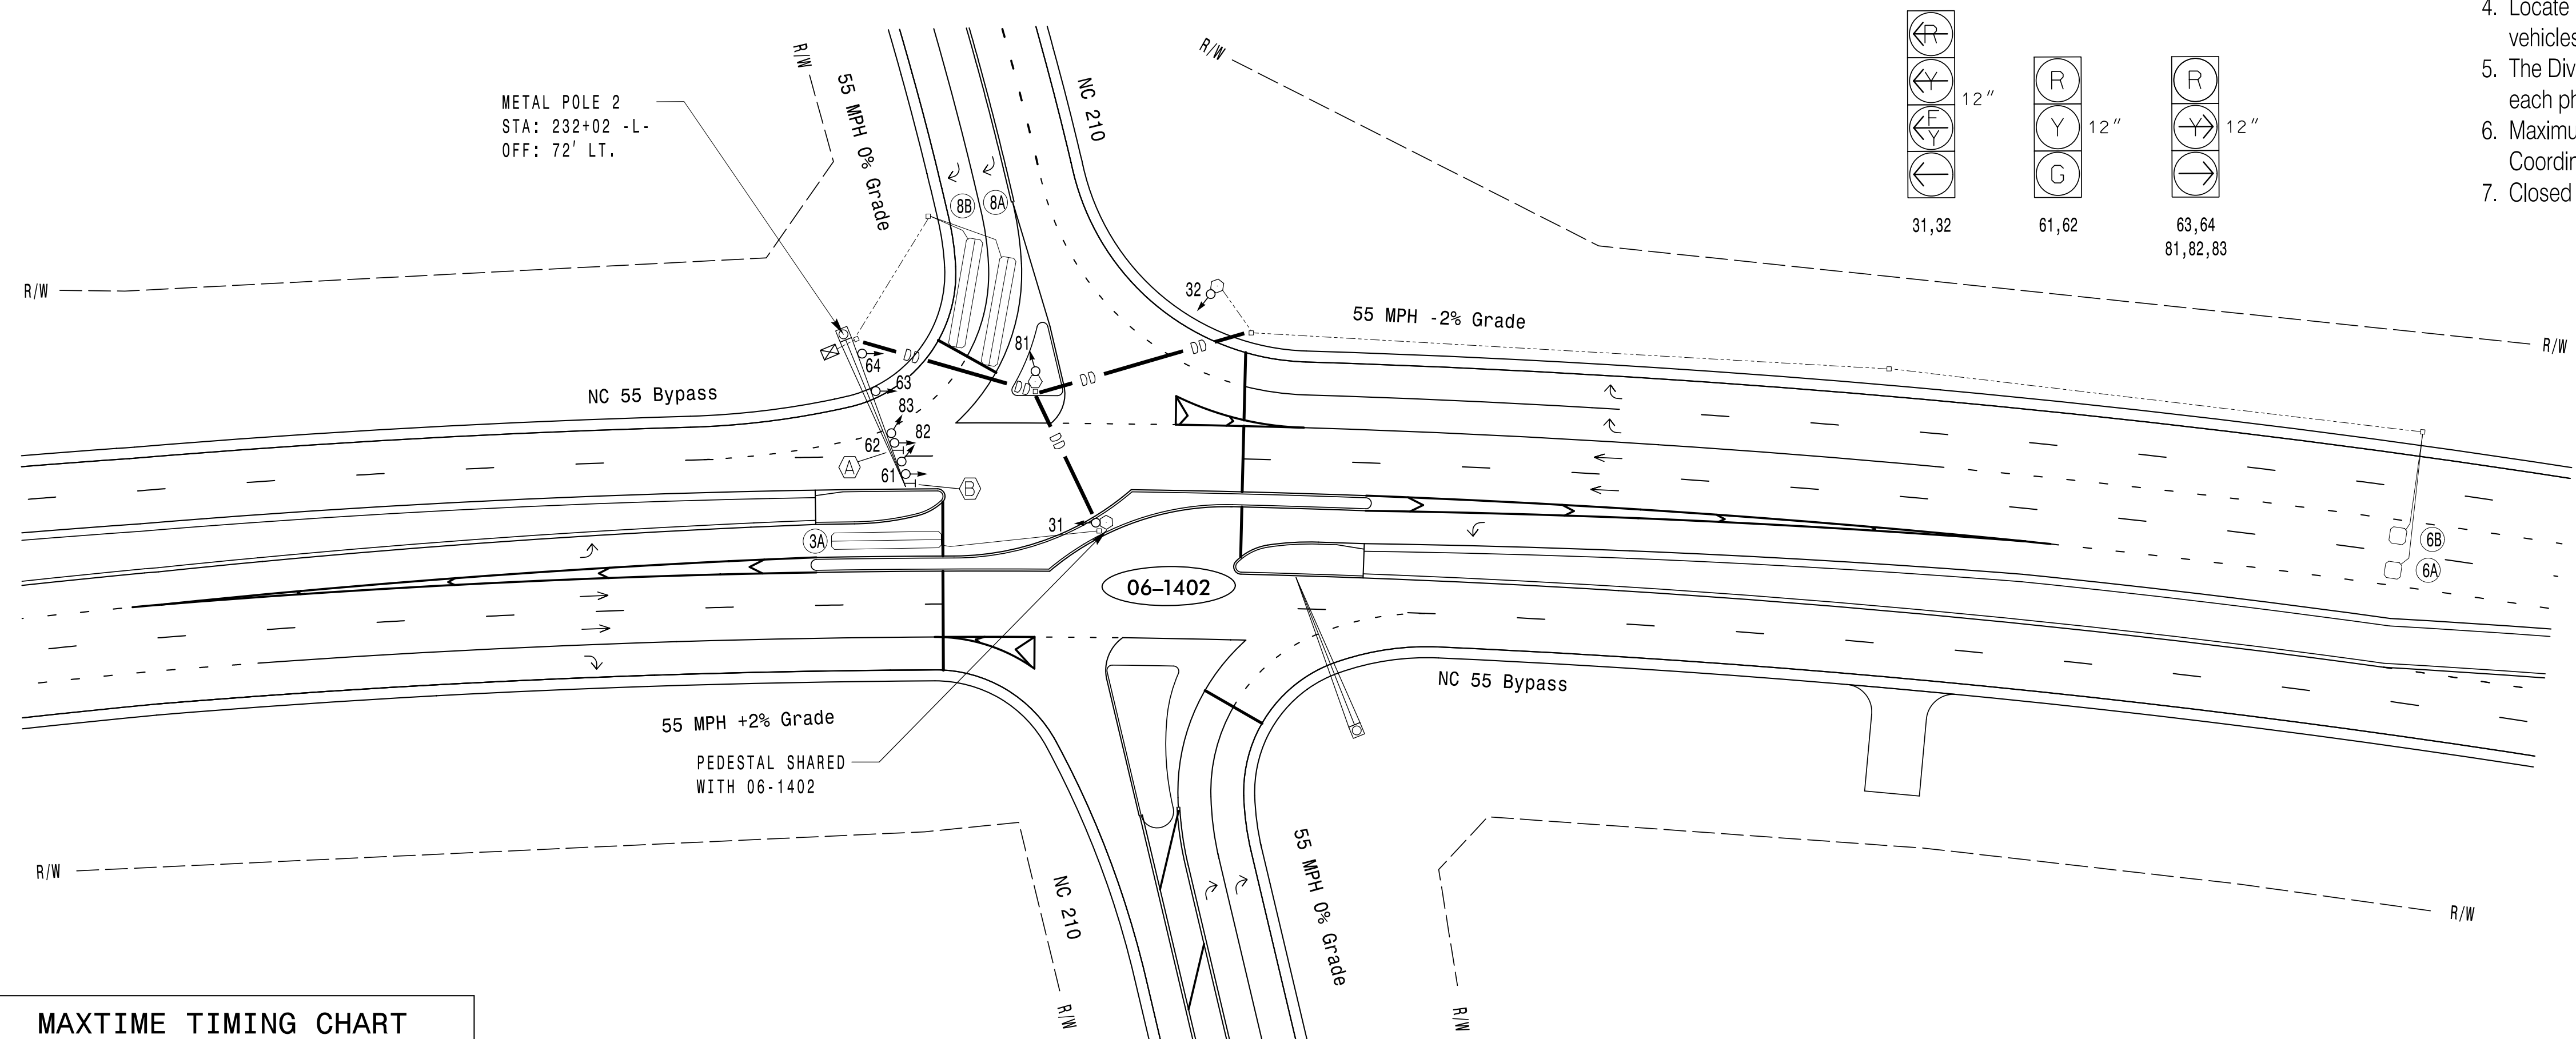 4. Locate
vehicles
5. The Div
each ph
6. Maximu
Coordin
7. Closed
R
Y
F
Y
12"
31,32
R
Y
G
12"
61,62
R
Y
12"
63,64
81,82,83
METAL POLE 2
STA: 232+02 -L-
OFF: 72' LT.
R/W
55 MPH 0% Grade
NC 210
R/W
8B
8A
R/W
32
55 MPH -2% Grade
R/W
81
DD
DD
DD
DD
DD
64
63
83
82
62
61
A
B
NC 55 Bypass
31
3A
6B
6A
06-1402
NC 55 Bypass
55 MPH +2% Grade
PEDESTAL SHARED
WITH 06-1402
R/W
NC 210
55 MPH 0% Grade
R/W
R/W
R/W
MAXTIME TIMING CHART